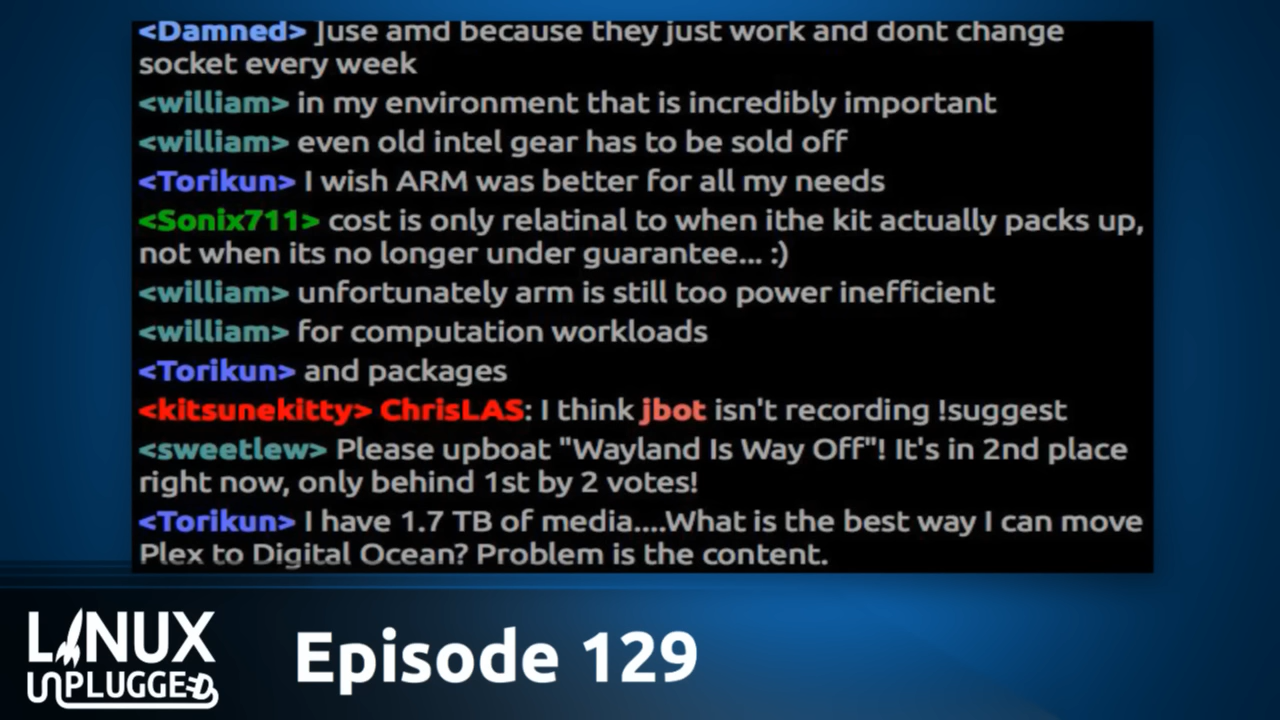 <Damned> Juse amd because they just work and dont change
socket every week
<william> in my environment that is incredibly important
<william> even old intel gear has to be sold off
<Torikun> I wish ARM was better for all my needs
<Sonix711> cost is only relatinal to when ithe kit actually packs up,
not when its no longer under guarantee... :)
<william> unfortunately arm is still too power inefficient
<william> for computation workloads
<Torikun> and packages
<kitsunekitty> ChrisLAS: I think jbot isn't recording !suggest
<sweetlew> Please upboat "Wayland Is Way Off"! It's in 2nd place
right now, only behind 1st by 2 votes!
<Torikun> I have 1.7 TB of media....What is the best way I can move
Plex to Digital Ocean? Problem is the content.
LINUX
UNPLUGGED
Episode 129